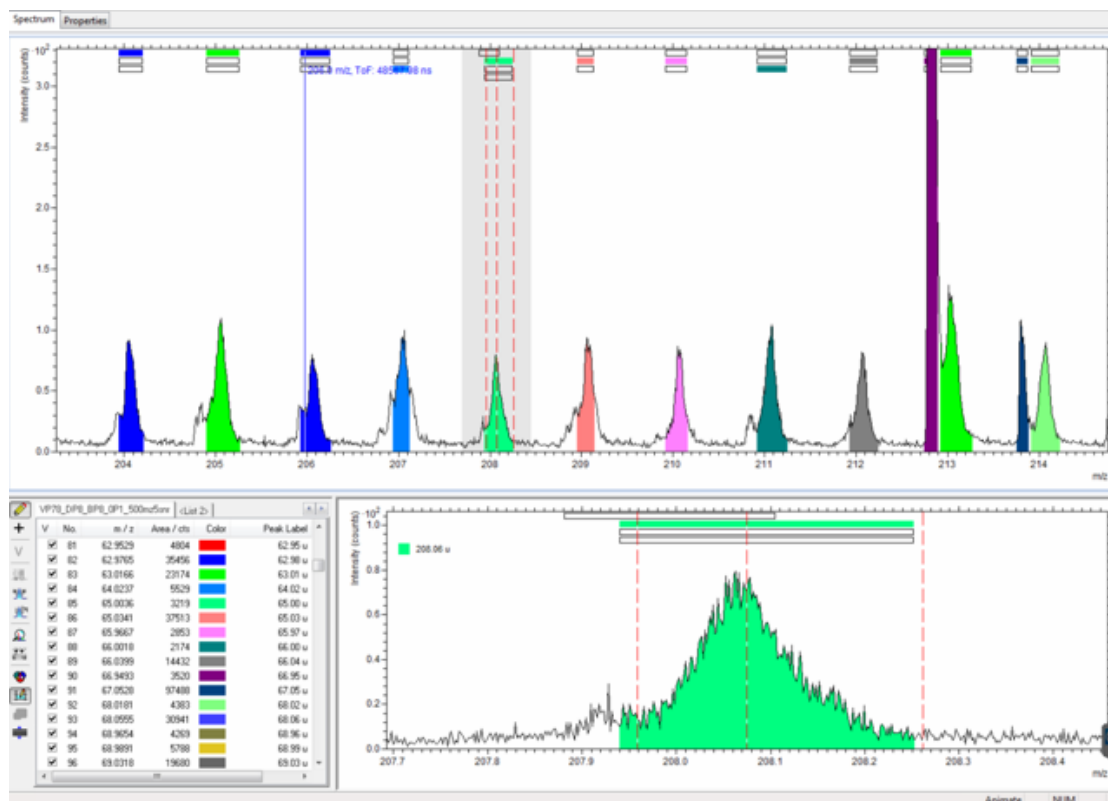 Spectrum Properties
x10²
Intensity (counts)
3.0
2.5
2.0
1.5
1.0
0.5
0.0
204 205 206 207 208 209 210 211 212 213 214
m/z
VP78_DIP8_BIP8_0P1_500mz5snr <List 2>
V No. m / z Area / cts Color Peak Label
81 62.9529 4804 62.95 u
82 62.9765 35456 62.98 u
83 63.0166 23174 63.01 u
84 64.0237 5529 64.02 u
85 65.0036 3219 65.00 u
86 65.0341 37513 65.03 u
87 65.9667 2853 65.97 u
88 66.0018 2174 66.00 u
89 66.0399 14432 66.04 u
90 66.9493 3520 66.95 u
91 67.0528 97488 67.05 u
92 68.0181 4383 68.02 u
93 68.0555 30941 68.06 u
94 68.9654 4269 68.96 u
95 68.9891 5788 68.99 u
96 69.0318 19680 69.03 u
x10²
Intensity (counts)
1.0
0.8
0.6
0.4
0.2
0.0
208.06 u
207.7 207.8 207.9 208.0 208.1 208.2 208.3 208.4
Animate NUM